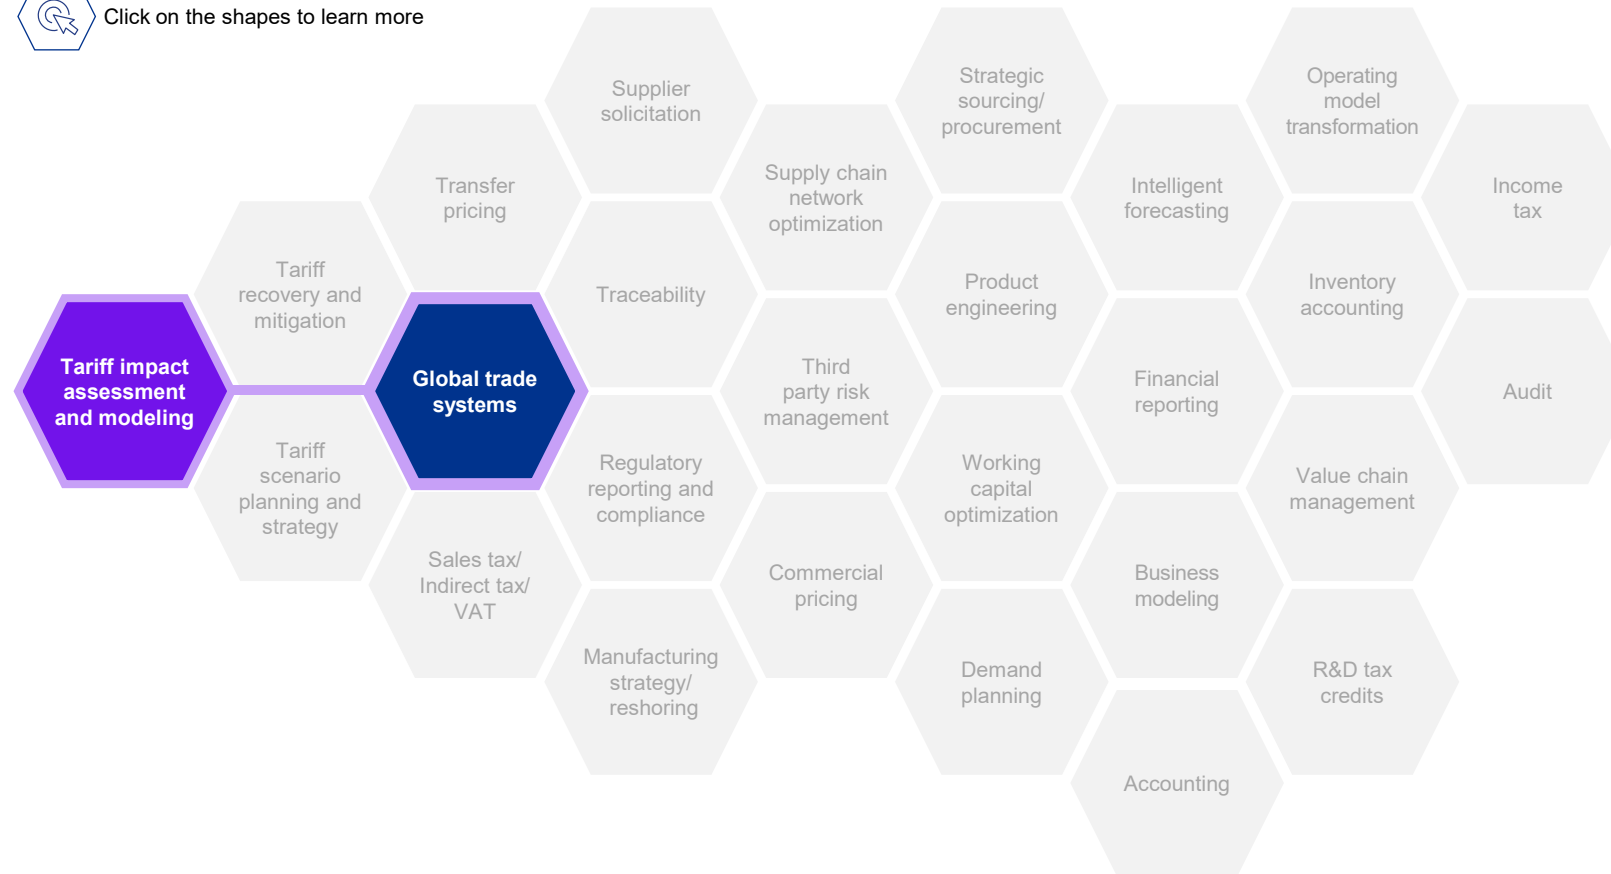 Click on the shapes to learn more
Supplier
solicitation
Strategic
sourcing/
procurement
Operating
model
transformation
Transfer
pricing
Supply chain
network
optimization
Intelligent
forecasting
Income
tax
Tariff
recovery and
mitigation
Traceability
Product
engineering
Inventory
accounting
Tariff impact
assessment
and modeling
Global trade
systems
Third
party risk
management
Financial
reporting
Audit
Tariff
scenario
planning and
strategy
Regulatory
reporting and
compliance
Working
capital
optimization
Value chain
management
Sales tax/
Indirect tax/
VAT
Commercial
pricing
Business
modeling
Manufacturing
strategy/
reshoring
Demand
planning
R&D tax
credits
Accounting